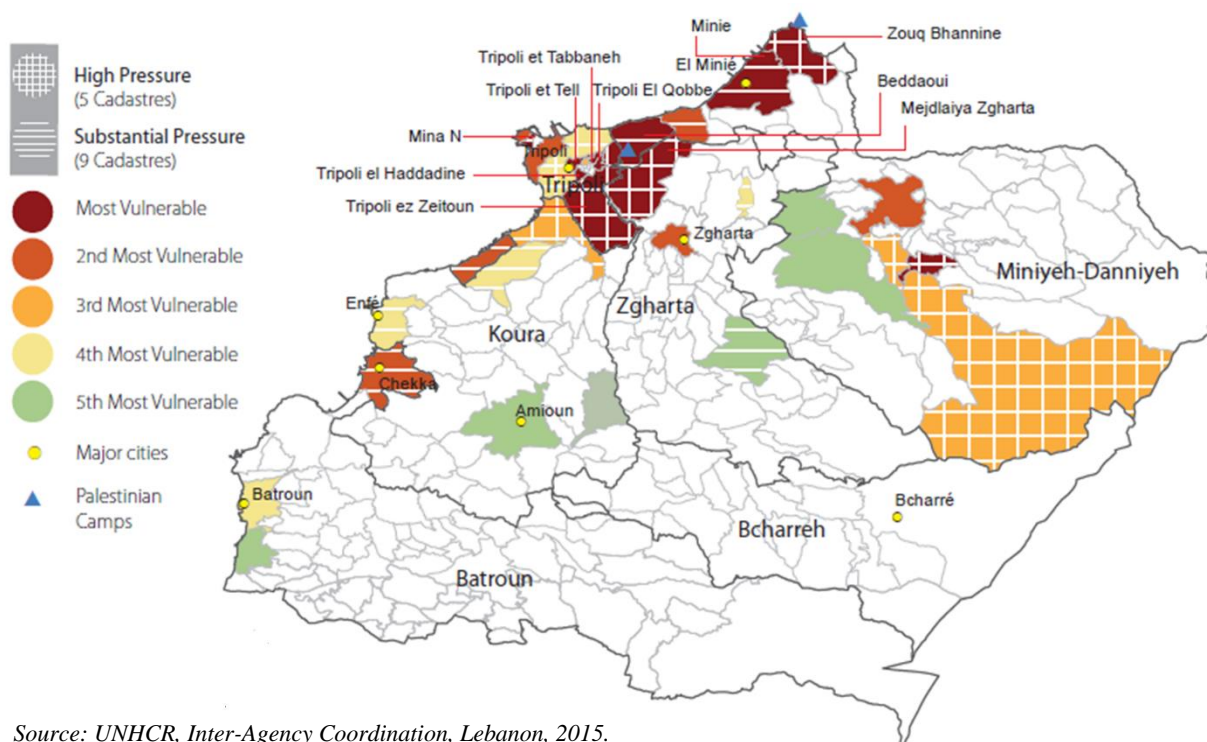 High Pressure
(5 Cadastres)
Substantial Pressure
(9 Cadastres)
Most Vulnerable
2nd Most Vulnerable
3rd Most Vulnerable
4th Most Vulnerable
5th Most Vulnerable
Major cities
Palestinian
Camps
Minie
Zouq Bhannine
Tripoli et Tabbaneh
El Minié
Beddaoui
Tripoli et Tell
Tripoli El Qobbe
Mejdlaiya Zgharta
Mina N
Tripoli
Tripoli el Haddadine
Tripoli
Tripoli ez Zeitoun
Zgharta
Miniyeh-Danniyeh
Enfé
Koura
Zgharta
Chekka
Amioun
Batroun
Bcharré
Bcharreh
Batroun
Source: UNHCR, Inter-Agency Coordination, Lebanon, 2015.